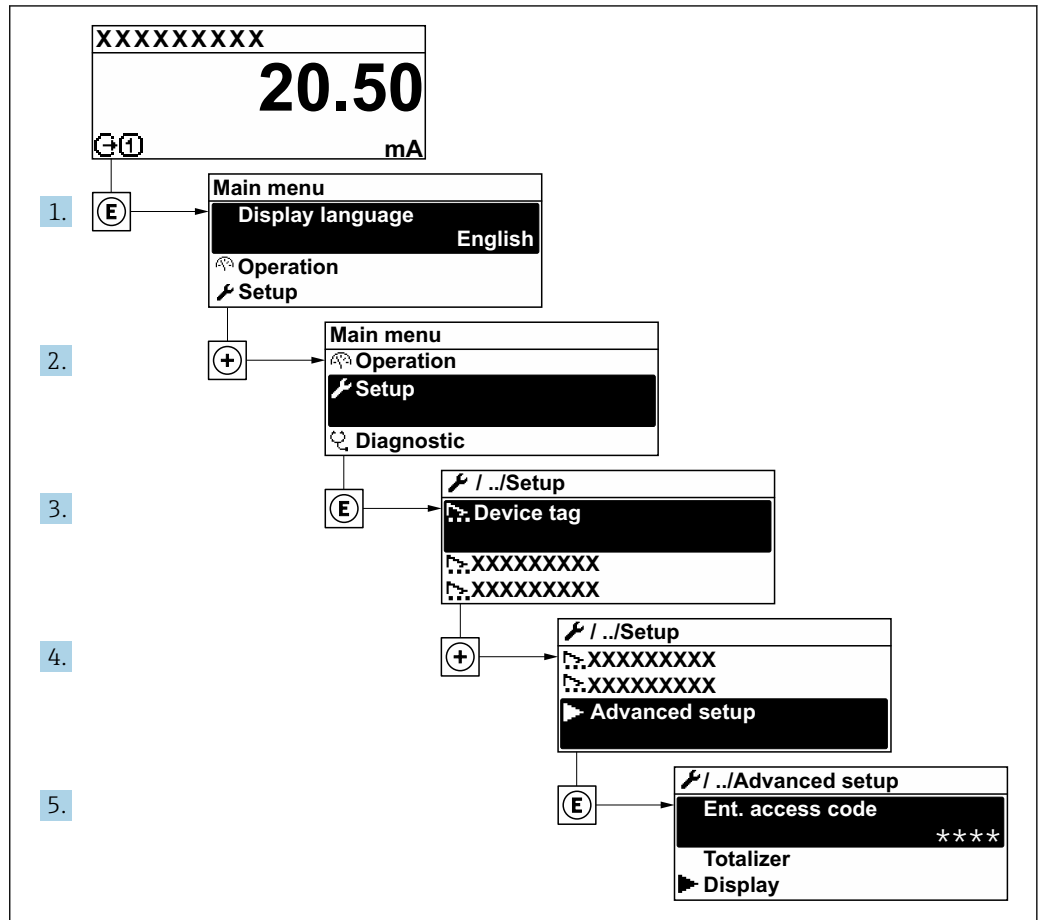 XXXXXXXXX
20.50
1
mA
1.
E
Main menu
Display language
English
Operation
Setup
2.
+
Main menu
Operation
Setup
Diagnostic
3.
E
/ ../Setup
Device tag
XXXXXXXXX
XXXXXXXXX
4.
+
/ ../Setup
XXXXXXXXX
XXXXXXXXX
Advanced setup
5.
E
/ ../Advanced setup
Ent. access code
****
Totalizer
Display